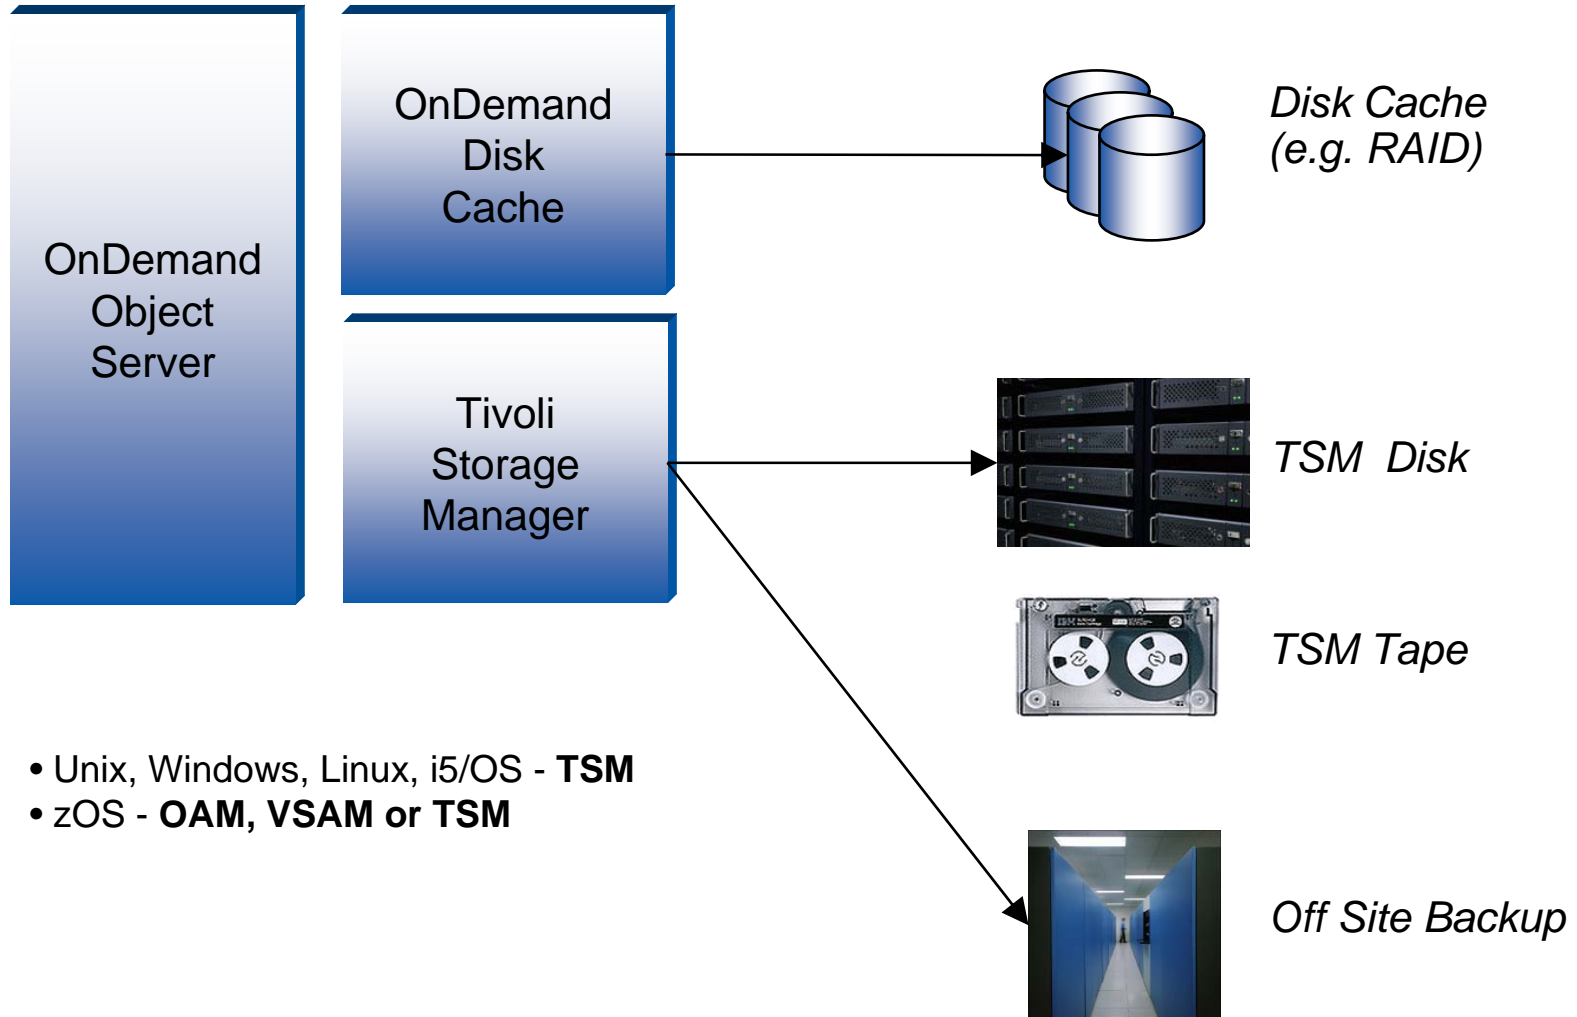 OnDemand
Object
Server
OnDemand
Disk
Cache
Tivoli
Storage
Manager
Disk Cache
(e.g. RAID)
TSM Disk
IBM
TSM Tape
Off Site Backup
• Unix, Windows, Linux, i5/OS - TSM
• zOS - OAM, VSAM or TSM